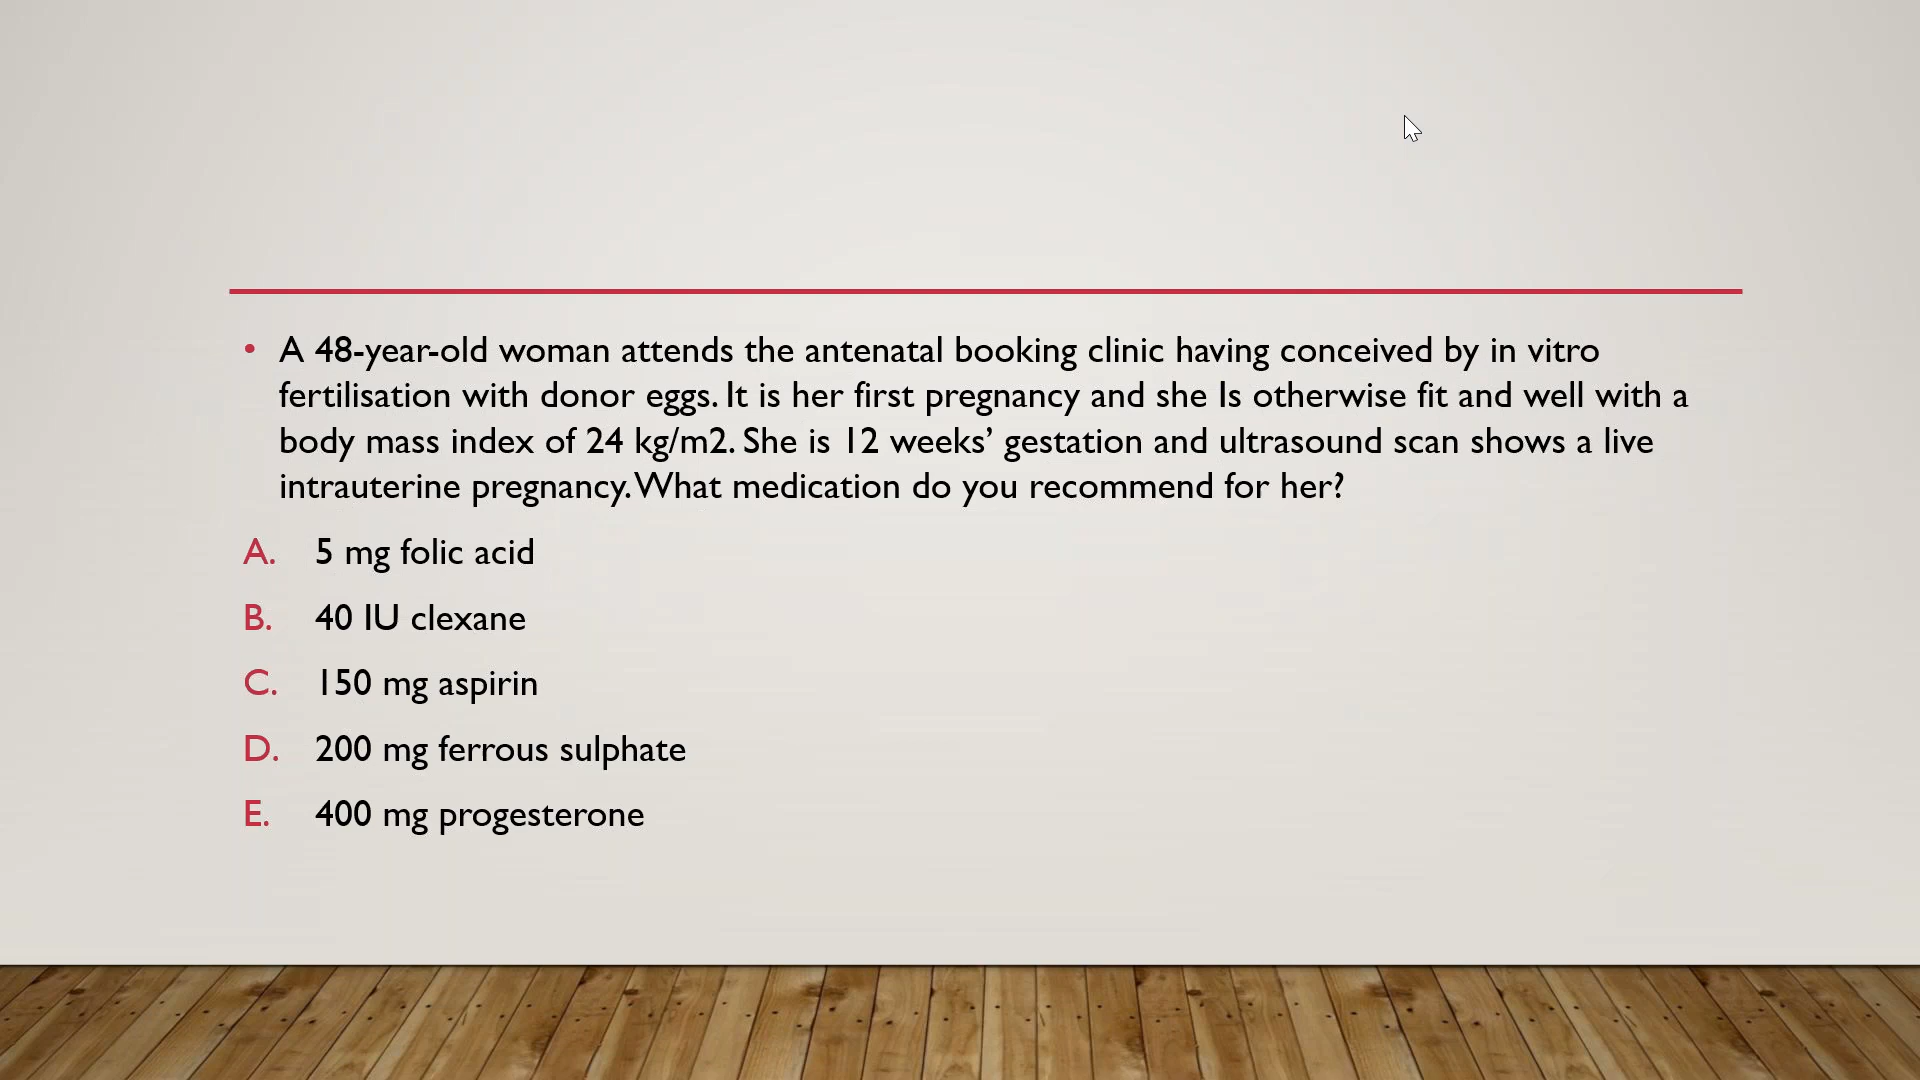 • A 48-year-old woman attends the antenatal booking clinic having conceived by in vitro
fertilisation with donor eggs. It is her first pregnancy and she Is otherwise fit and well with a
body mass index of 24 kg/m2. She is 12 weeks’ gestation and ultrasound scan shows a live
intrauterine pregnancy. What medication do you recommend for her?
A. 5 mg folic acid
B. 40 IU clexane
C. 150 mg aspirin
D. 200 mg ferrous sulphate
E. 400 mg progesterone